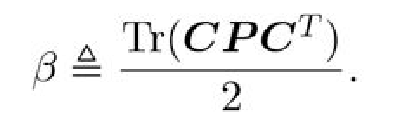 β ≜ Tr(CPC^T) / 2 .